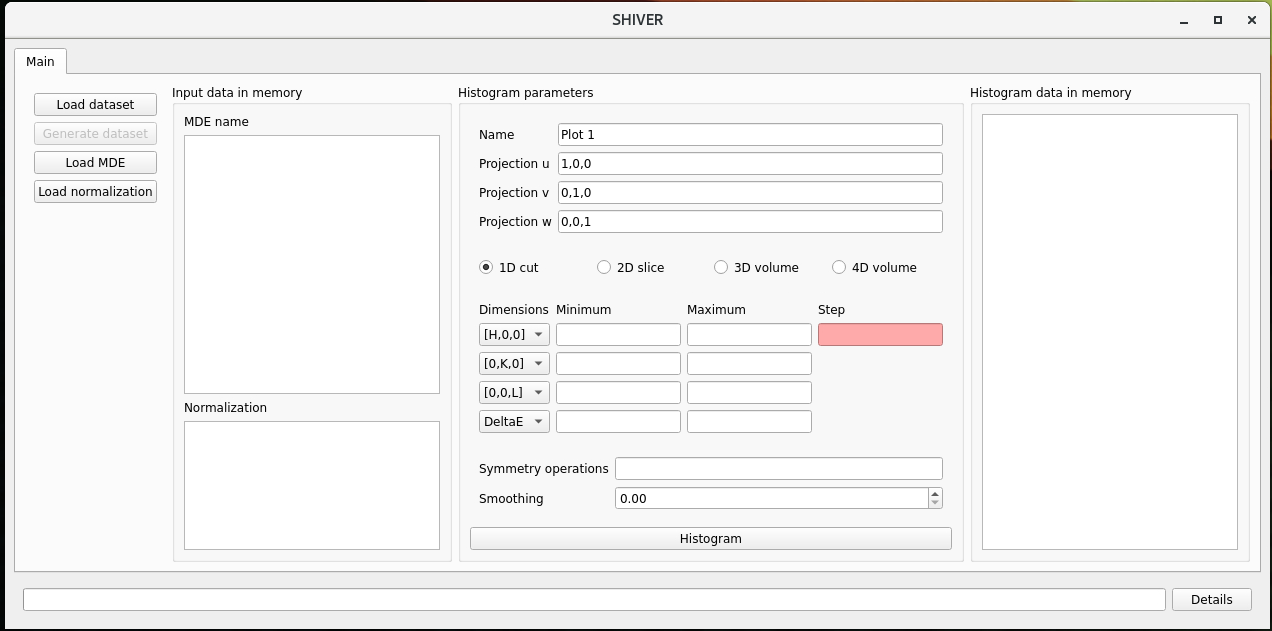 SHIVER
Main
Load dataset
Generate dataset
Load MDE
Load normalization
Input data in memory
MDE name
Normalization
Histogram parameters
Name Plot 1
Projection u 1,0,0
Projection v 0,1,0
Projection w 0,0,1
1D cut 2D slice 3D volume 4D volume
Dimensions Minimum Maximum Step
[H,0,0]
[0,K,0]
[0,0,L]
DeltaE
Symmetry operations
Smoothing 0.00
Histogram
Histogram data in memory
Details